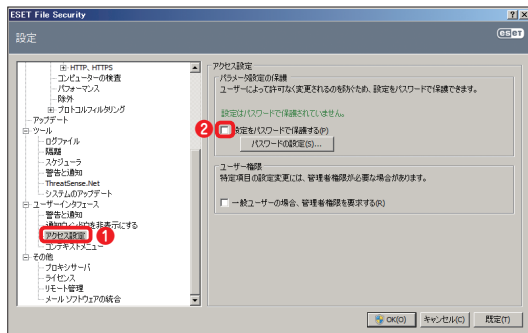 ESET File Security
設定
eset
HTTP, HTTPS
コンピューターの検査
パフォーマンス
除外
プロトコルフィルタリング
アップデート
ツール
ログファイル
隔離
スケジューラ
警告と通知
ThreatSense.Net
システムのアップデート
ユーザーインタフェース
警告と通知
通知ウィンドウを非表示にする
アクセス設定
1
コンテキストメニュー
その他
プロキシサーバ
ライセンス
リモート管理
メールソフトウェアの統合
アクセス設定
パラメータ設定の保護
ユーザーによって許可なく変更されるのを防ぐため、設定をパスワードで保護できます。
設定はパスワードで保護されていません。
2
設定をパスワードで保護する(P)
パスワードの設定(S)...
ユーザー権限
特定項目の設定変更には、管理者権限が必要な場合があります。
一般ユーザーの場合、管理者権限を要求する(R)
OK(O)
キャンセル(C)
既定(T)